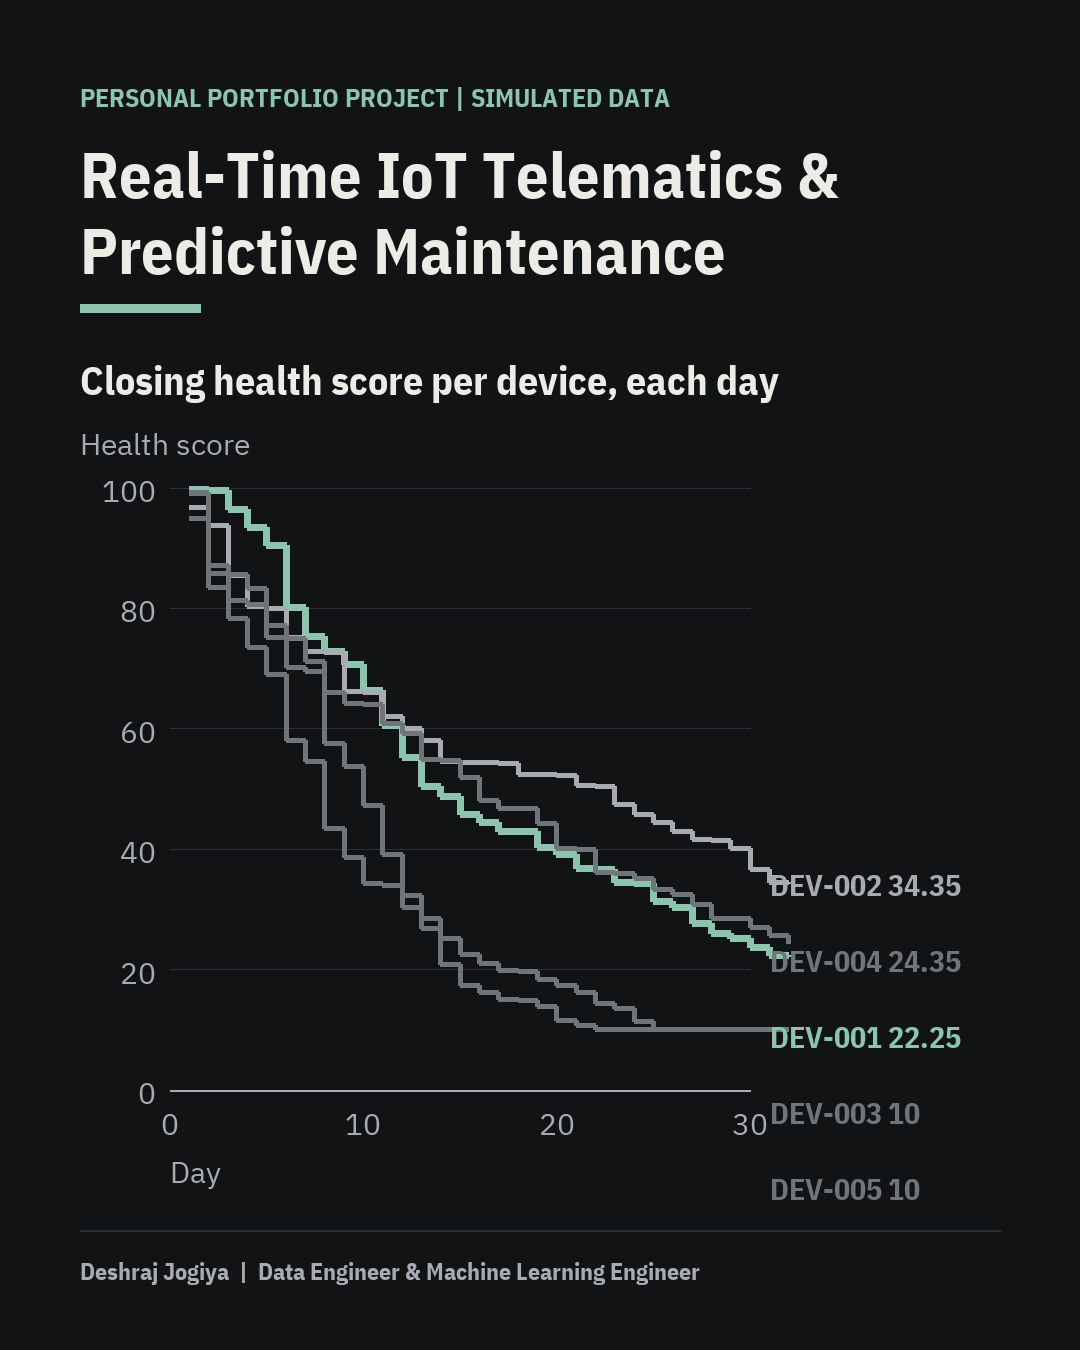 PERSONAL PORTFOLIO PROJECT | SIMULATED DATA
Real-Time IoT Telematics &
Predictive Maintenance
Closing health score per device, each day
Health score
100
80
60
40
20
0
DEV-002 34.35
DEV-004 24.35
DEV-001 22.25
DEV-003 10
DEV-005 10
0 10 20 30
Day
Deshraj Jogiya | Data Engineer & Machine Learning Engineer